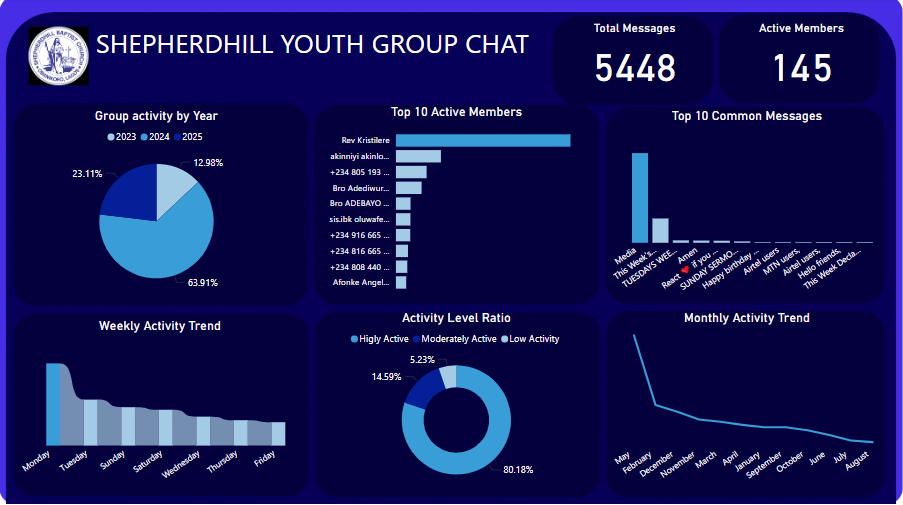 SHEPHERDHILL BAPTIST CHURCH
OBANIKORO, LAGOS
SHEPHERDHILL YOUTH GROUP CHAT
Total Messages
5448
Active Members
145
Group activity by Year
2023 2024 2025
12.98%
23.11%
63.91%
Top 10 Active Members
Rev Kristilere
akinniyi akinlo...
+234 805 193 ...
Bro Adediwur...
Bro ADEBAYO ...
sis.ibk oluwafe...
+234 916 665 ...
+234 816 665 ...
+234 808 440 ...
Afonke Angel...
Top 10 Common Messages
Media
This Week's...
TUESDAYS WEE...
Amen
React ❤️ if you ...
SUNDAY SERMO...
Happy birthday ...
Airtel users
MTN users,
Airtel users,
Hello friends,
This Week Decla...
Weekly Activity Trend
Monday
Tuesday
Sunday
Saturday
Wednesday
Thursday
Friday
Activity Level Ratio
Higly Active Moderately Active Low Activity
5.23%
14.59%
80.18%
Monthly Activity Trend
May
February
December
November
March
April
January
September
October
June
July
August